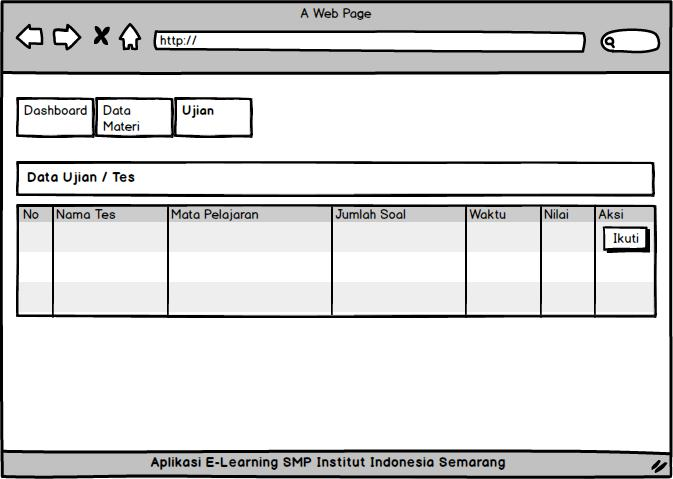 A Web Page
http://
Dashboard
Data
Materi
Ujian
Data Ujian / Tes
No Nama Tes Mata Pelajaran Jumlah Soal Waktu Nilai Aksi
Ikuti
Aplikasi E-Learning SMP Institut Indonesia Semarang